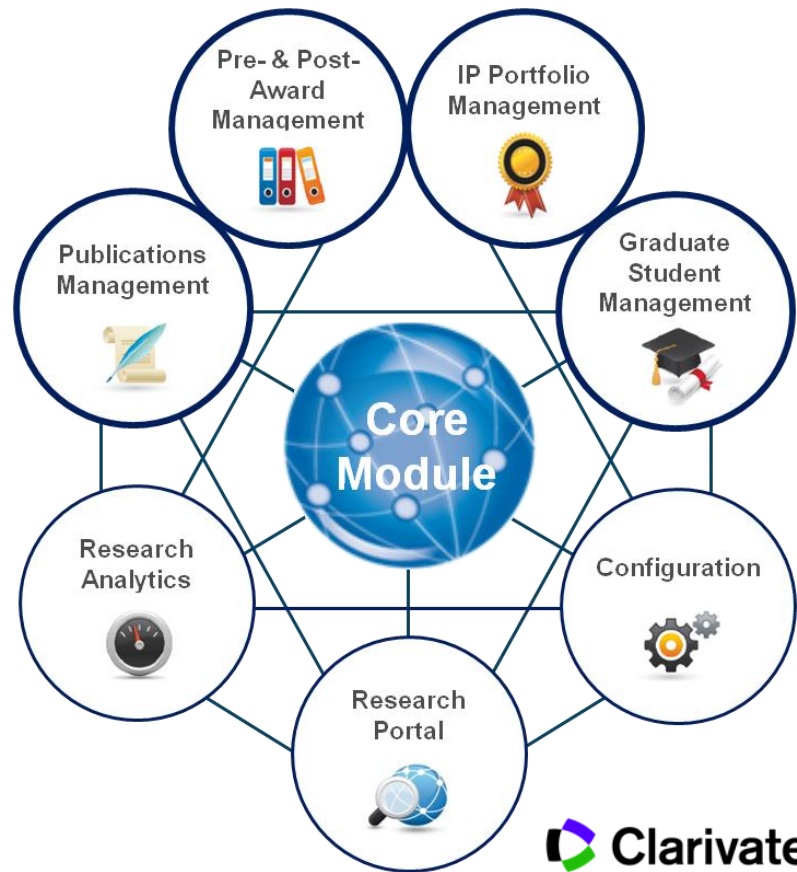 Pre- & Post-
Award
Management
IP Portfolio
Management
Publications
Management
Graduate
Student
Management
Core
Module
Research
Analytics
Configuration
Research
Portal
Clarivate